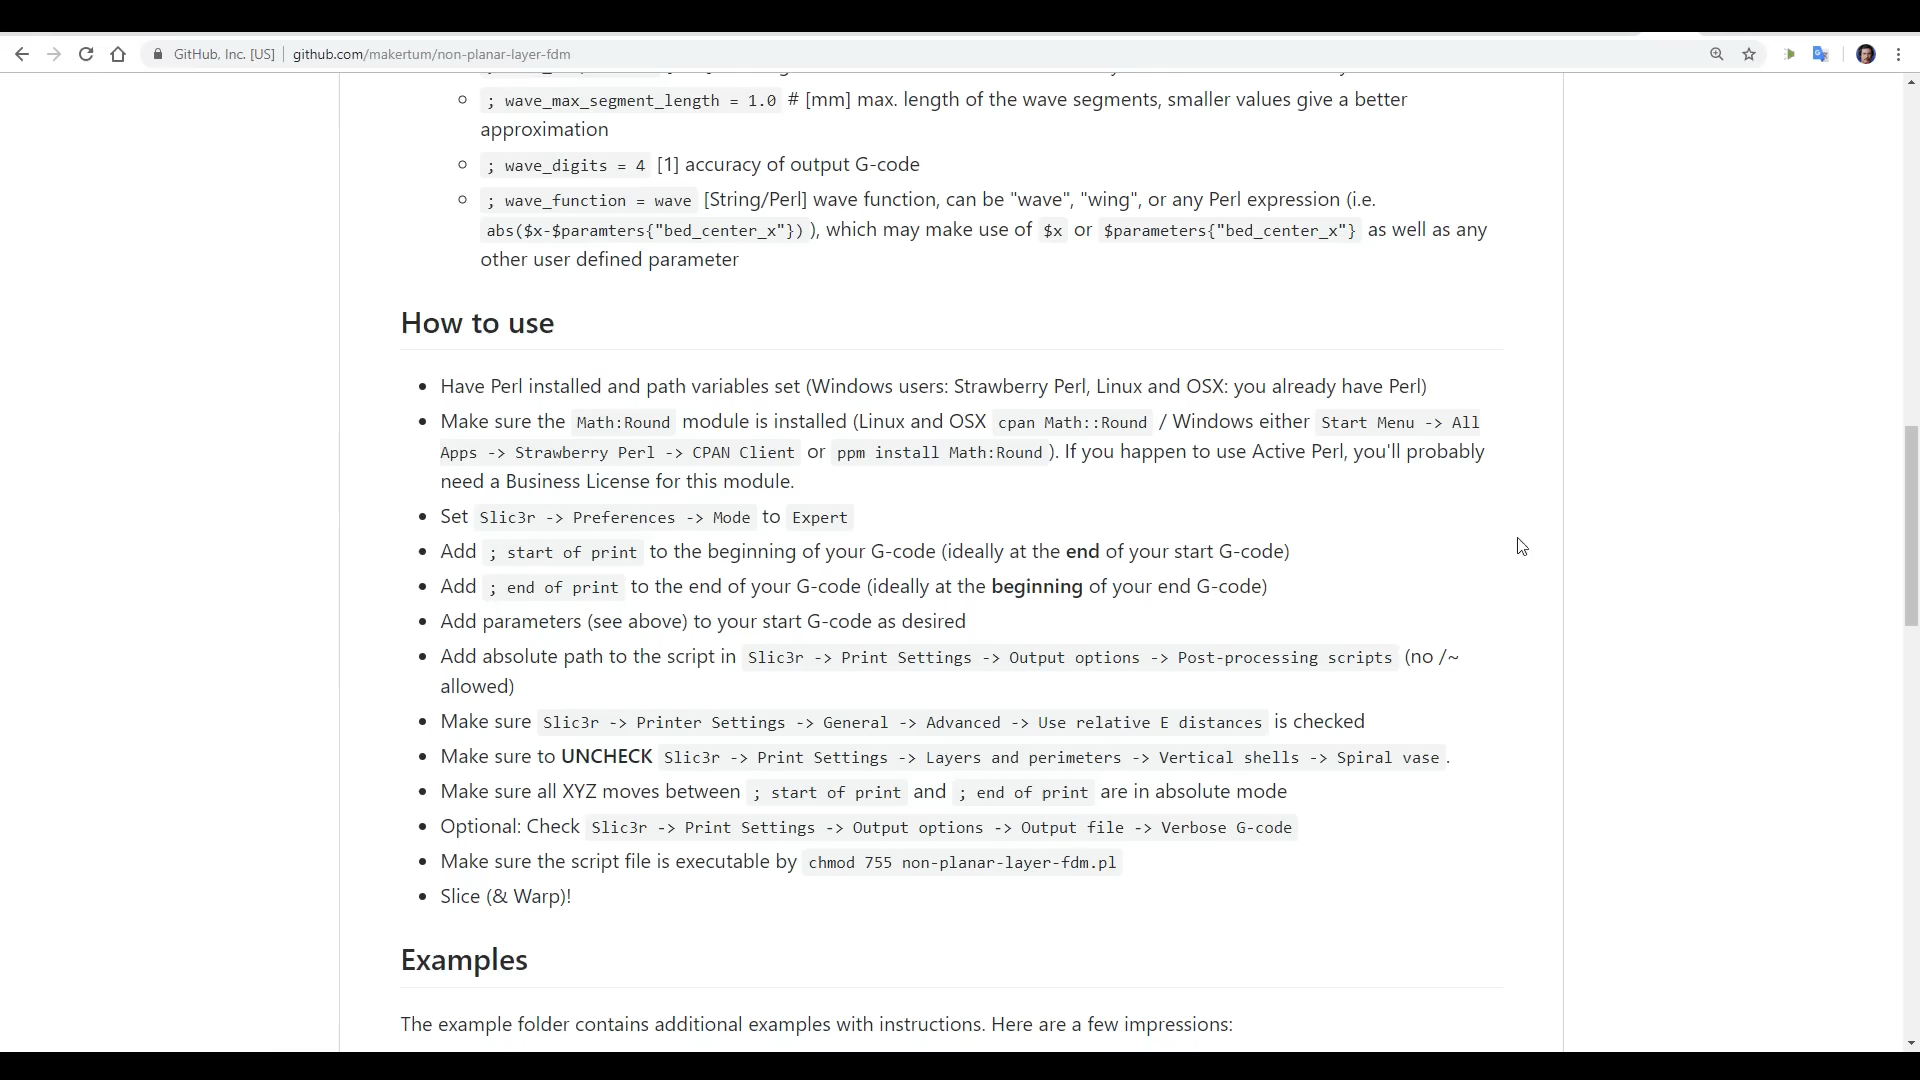 GitHub, Inc. [US] | github.com/makertum/non-planar-layer-fdm
; wave_max_segment_length = 1.0 # [mm] max. length of the wave segments, smaller values give a better
approximation
; wave_digits = 4 [1] accuracy of output G-code
; wave_function = wave [String/Perl] wave function, can be "wave", "wing", or any Perl expression (i.e.
abs($x-$paramters{"bed_center_x"}) ), which may make use of $x or $parameters{"bed_center_x"} as well as any
other user defined parameter
How to use
Have Perl installed and path variables set (Windows users: Strawberry Perl, Linux and OSX: you already have Perl)
Make sure the Math:Round module is installed (Linux and OSX cpan Math::Round / Windows either Start Menu -> All
Apps -> Strawberry Perl -> CPAN Client or ppm install Math:Round ). If you happen to use Active Perl, you'll probably
need a Business License for this module.
Set Slic3r -> Preferences -> Mode to Expert
Add ; start of print to the beginning of your G-code (ideally at the end of your start G-code)
Add ; end of print to the end of your G-code (ideally at the beginning of your end G-code)
Add parameters (see above) to your start G-code as desired
Add absolute path to the script in Slic3r -> Print Settings -> Output options -> Post-processing scripts (no /~
allowed)
Make sure Slic3r -> Printer Settings -> General -> Advanced -> Use relative E distances is checked
Make sure to UNCHECK Slic3r -> Print Settings -> Layers and perimeters -> Vertical shells -> Spiral vase .
Make sure all XYZ moves between ; start of print and ; end of print are in absolute mode
Optional: Check Slic3r -> Print Settings -> Output options -> Output file -> Verbose G-code
Make sure the script file is executable by chmod 755 non-planar-layer-fdm.pl
Slice (& Warp)!
Examples
The example folder contains additional examples with instructions. Here are a few impressions: